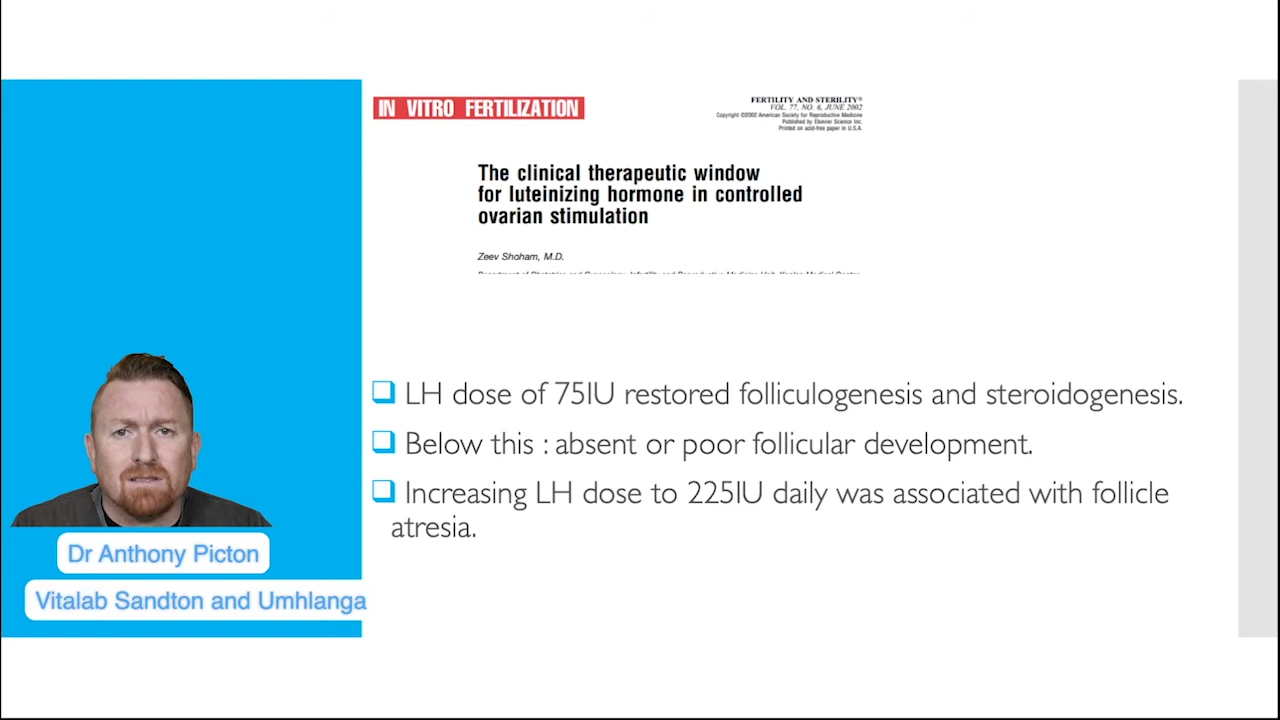 IN VITRO FERTILIZATION
FERTILITY AND STERILITY®
VOL. 77, NO. 6, JUNE 2002
Copyright ©2002 American Society for Reproductive Medicine
Published by Elsevier Science Inc.
Printed on acid-free paper in U.S.A.
The clinical therapeutic window
for luteinizing hormone in controlled
ovarian stimulation
Zeev Shoham, M.D.
LH dose of 75IU restored folliculogenesis and steroidogenesis.
Below this : absent or poor follicular development.
Increasing LH dose to 225IU daily was associated with follicle
atresia.
Dr Anthony Picton
Vitalab Sandton and Umhlanga